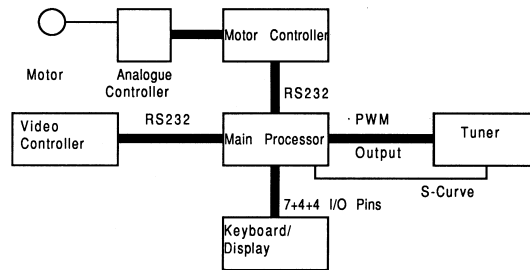 Motor Controller
Motor
Analogue
Controller
RS232
RS232
PWM
Video
Controller
Main Processor
Tuner
Output
S-Curve
7+4+4 I/O Pins
Keyboard/
Display